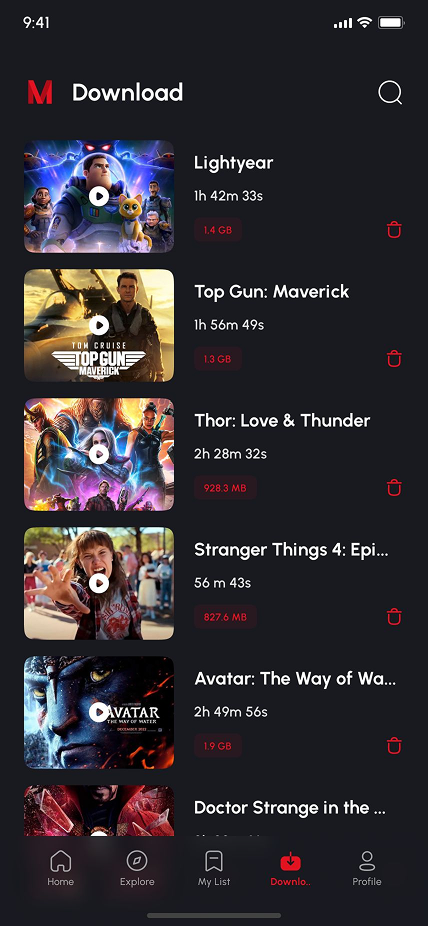 9:41
M
Download
Lightyear
1h 42m 33s
1.4 GB
Top Gun: Maverick
1h 56m 49s
TOM CRUISE
TOP GUN
MAVERICK
1.3 GB
Thor: Love & Thunder
2h 28m 32s
928.3 MB
Stranger Things 4: Epi...
56 m 43s
827.6 MB
Avatar: The Way of Wa...
2h 49m 56s
AVATAR
THE WAY OF WATER
DECEMBER 2022
1.9 GB
Doctor Strange in the ...
Home
Explore
My List
Downlo..
Profile